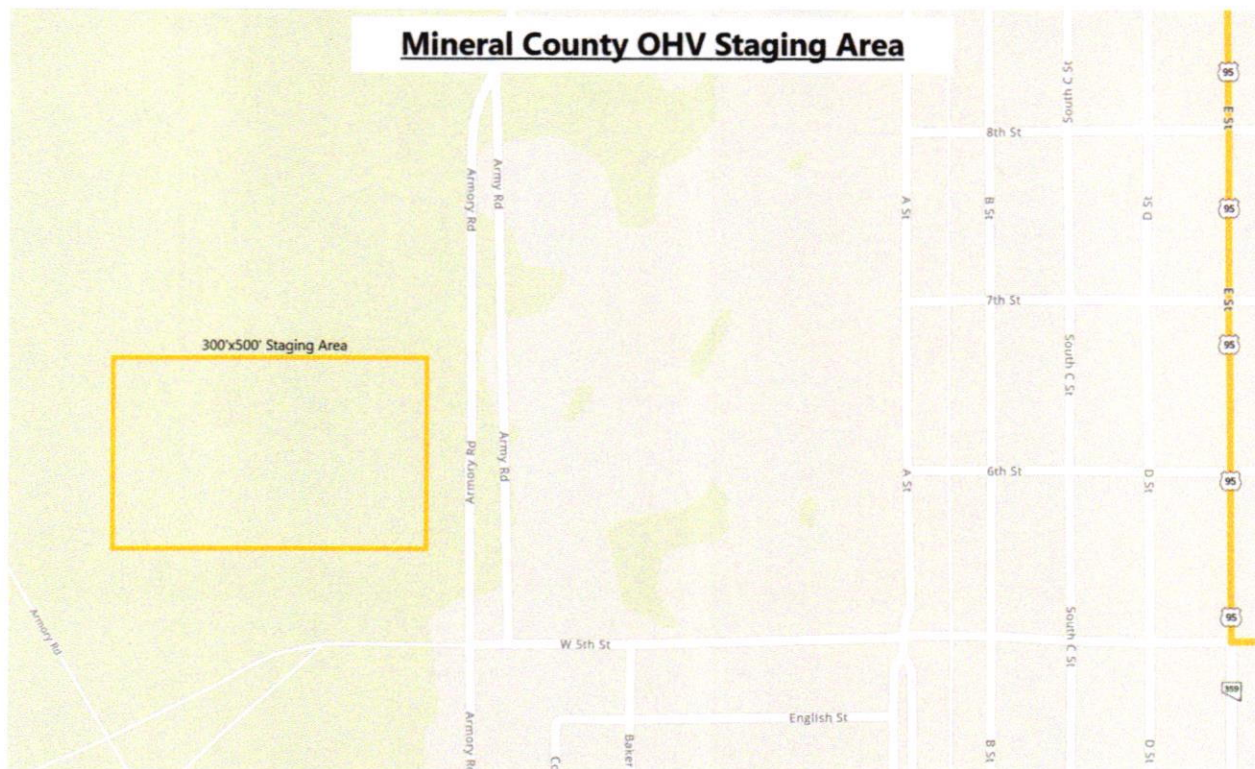 Mineral County OHV Staging Area
95
South C St
E St
8th St
Army Rd
Armory Rd
A St
B St
D St
95
7th St
E St
300'x500' Staging Area
95
South C St
Army Rd
Armory Rd
A St
6th St
D St
95
Armory Rd
South C St
95
W 5th St
359
English St
Armory Rd
Baker
Co
B St
D St